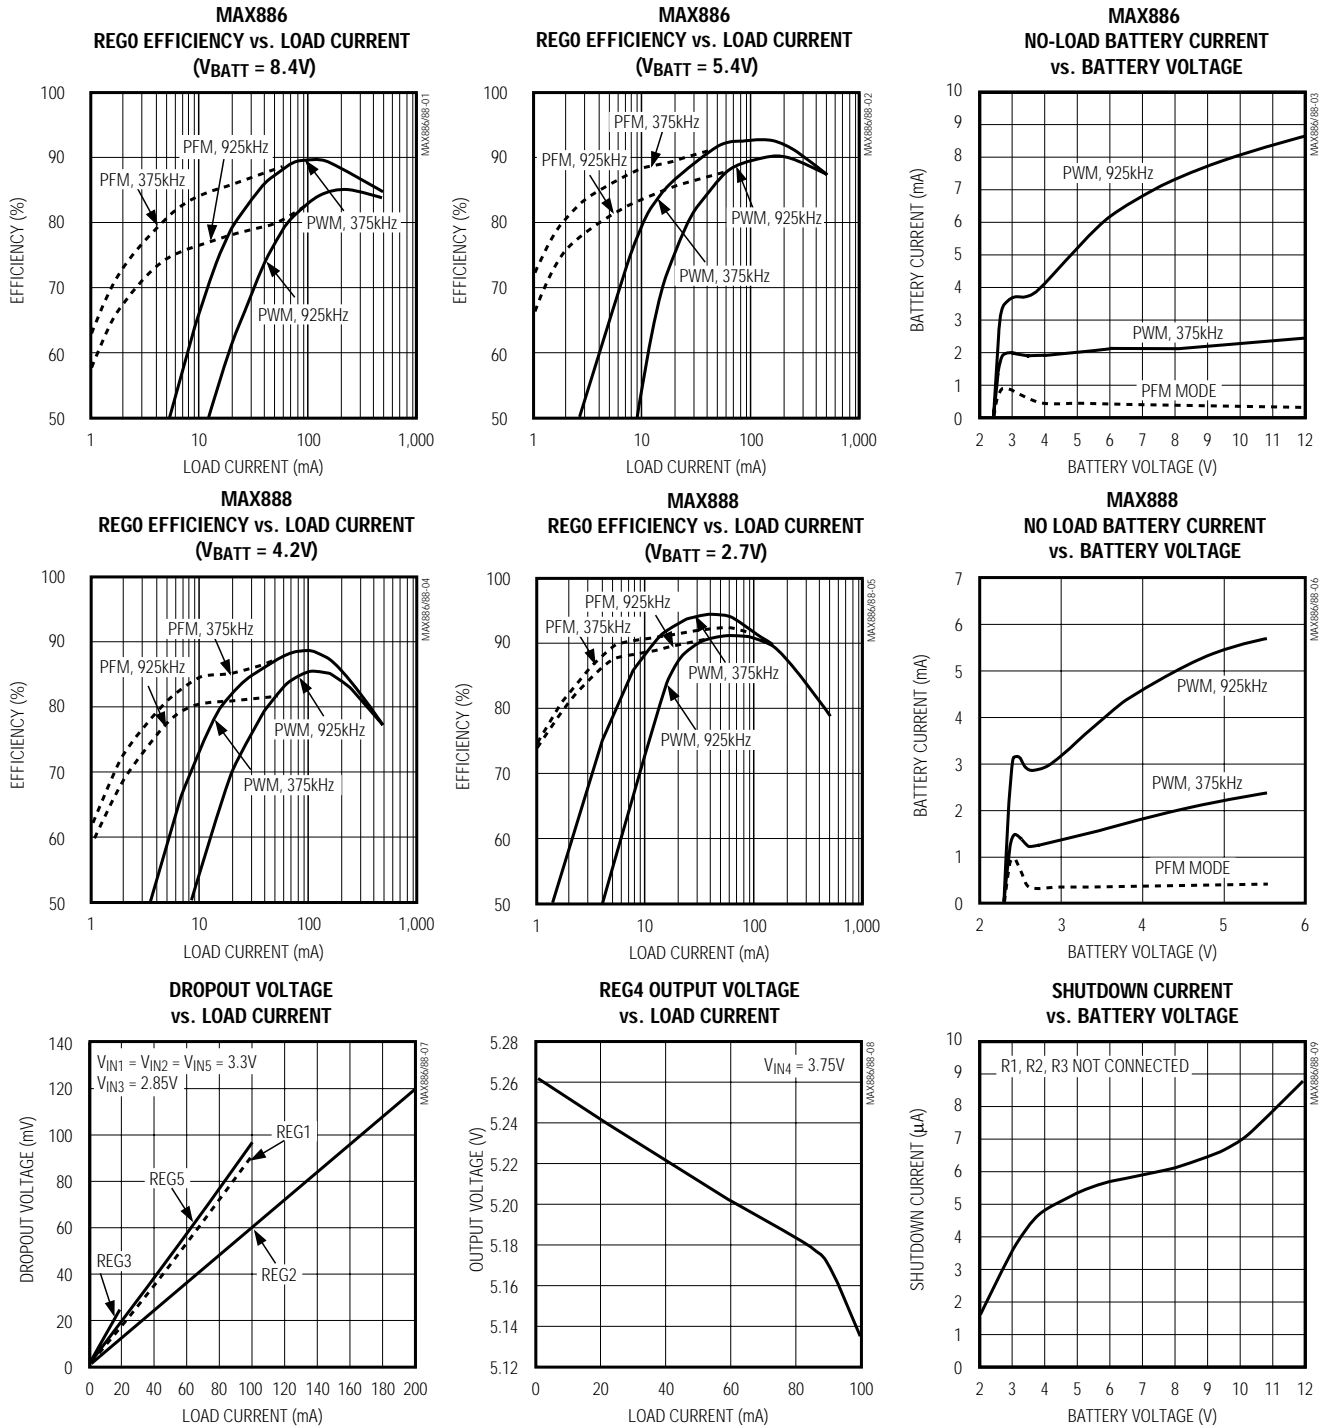 MAX886
REG0 EFFICIENCY vs. LOAD CURRENT
(VBATT = 8.4V)
100
90
80
70
60
50
EFFICIENCY (%)
PFM, 925kHz
PFM, 375kHz
PWM, 375kHz
PWM, 925kHz
1
10
100
1,000
LOAD CURRENT (mA)
MAX886/88-01
MAX886
REG0 EFFICIENCY vs. LOAD CURRENT
(VBATT = 5.4V)
100
90
80
70
60
50
EFFICIENCY (%)
PFM, 375kHz
PFM, 925kHz
PWM, 925kHz
PWM, 375kHz
1
10
100
1,000
LOAD CURRENT (mA)
MAX886/88-02
MAX886
NO-LOAD BATTERY CURRENT
vs. BATTERY VOLTAGE
10
9
8
7
6
5
4
3
2
1
0
BATTERY CURRENT (mA)
PWM, 925kHz
PWM, 375kHz
PFM MODE
2 3 4 5 6 7 8 9 10 11 12
BATTERY VOLTAGE (V)
MAX886/88-03
MAX888
REG0 EFFICIENCY vs. LOAD CURRENT
(VBATT = 4.2V)
100
90
80
70
60
50
EFFICIENCY (%)
PFM, 375kHz
PFM, 925kHz
PWM, 925kHz
PWM, 375kHz
1
10
100
1,000
LOAD CURRENT (mA)
MAX886/88-04
MAX888
REG0 EFFICIENCY vs. LOAD CURRENT
(VBATT = 2.7V)
100
90
80
70
60
50
EFFICIENCY (%)
PFM, 925kHz
PFM, 375kHz
PWM, 375kHz
PWM, 925kHz
1
10
100
1,000
LOAD CURRENT (mA)
MAX886/88-05
MAX888
NO LOAD BATTERY CURRENT
vs. BATTERY VOLTAGE
7
6
5
4
3
2
1
0
BATTERY CURRENT (mA)
PWM, 925kHz
PWM, 375kHz
PFM MODE
2 3 4 5 6
BATTERY VOLTAGE (V)
MAX886/88-06
DROPOUT VOLTAGE
vs. LOAD CURRENT
140
120
100
80
60
40
20
0
DROPOUT VOLTAGE (mV)
VIN1 = VIN2 = VIN5 = 3.3V
VIN3 = 2.85V
REG1
REG5
REG3
REG2
0 20 40 60 80 100 120 140 160 180 200
LOAD CURRENT (mA)
MAX886/88-07
REG4 OUTPUT VOLTAGE
vs. LOAD CURRENT
5.28
5.26
5.24
5.22
5.20
5.18
5.16
5.14
5.12
OUTPUT VOLTAGE (V)
VIN4 = 3.75V
0 20 40 60 80 100
LOAD CURRENT (mA)
MAX886/88-08
SHUTDOWN CURRENT
vs. BATTERY VOLTAGE
10
9
8
7
6
5
4
3
2
1
0
SHUTDOWN CURRENT (µA)
R1, R2, R3 NOT CONNECTED
2 3 4 5 6 7 8 9 10 11 12
BATTERY VOLTAGE (V)
MAX886/88-09